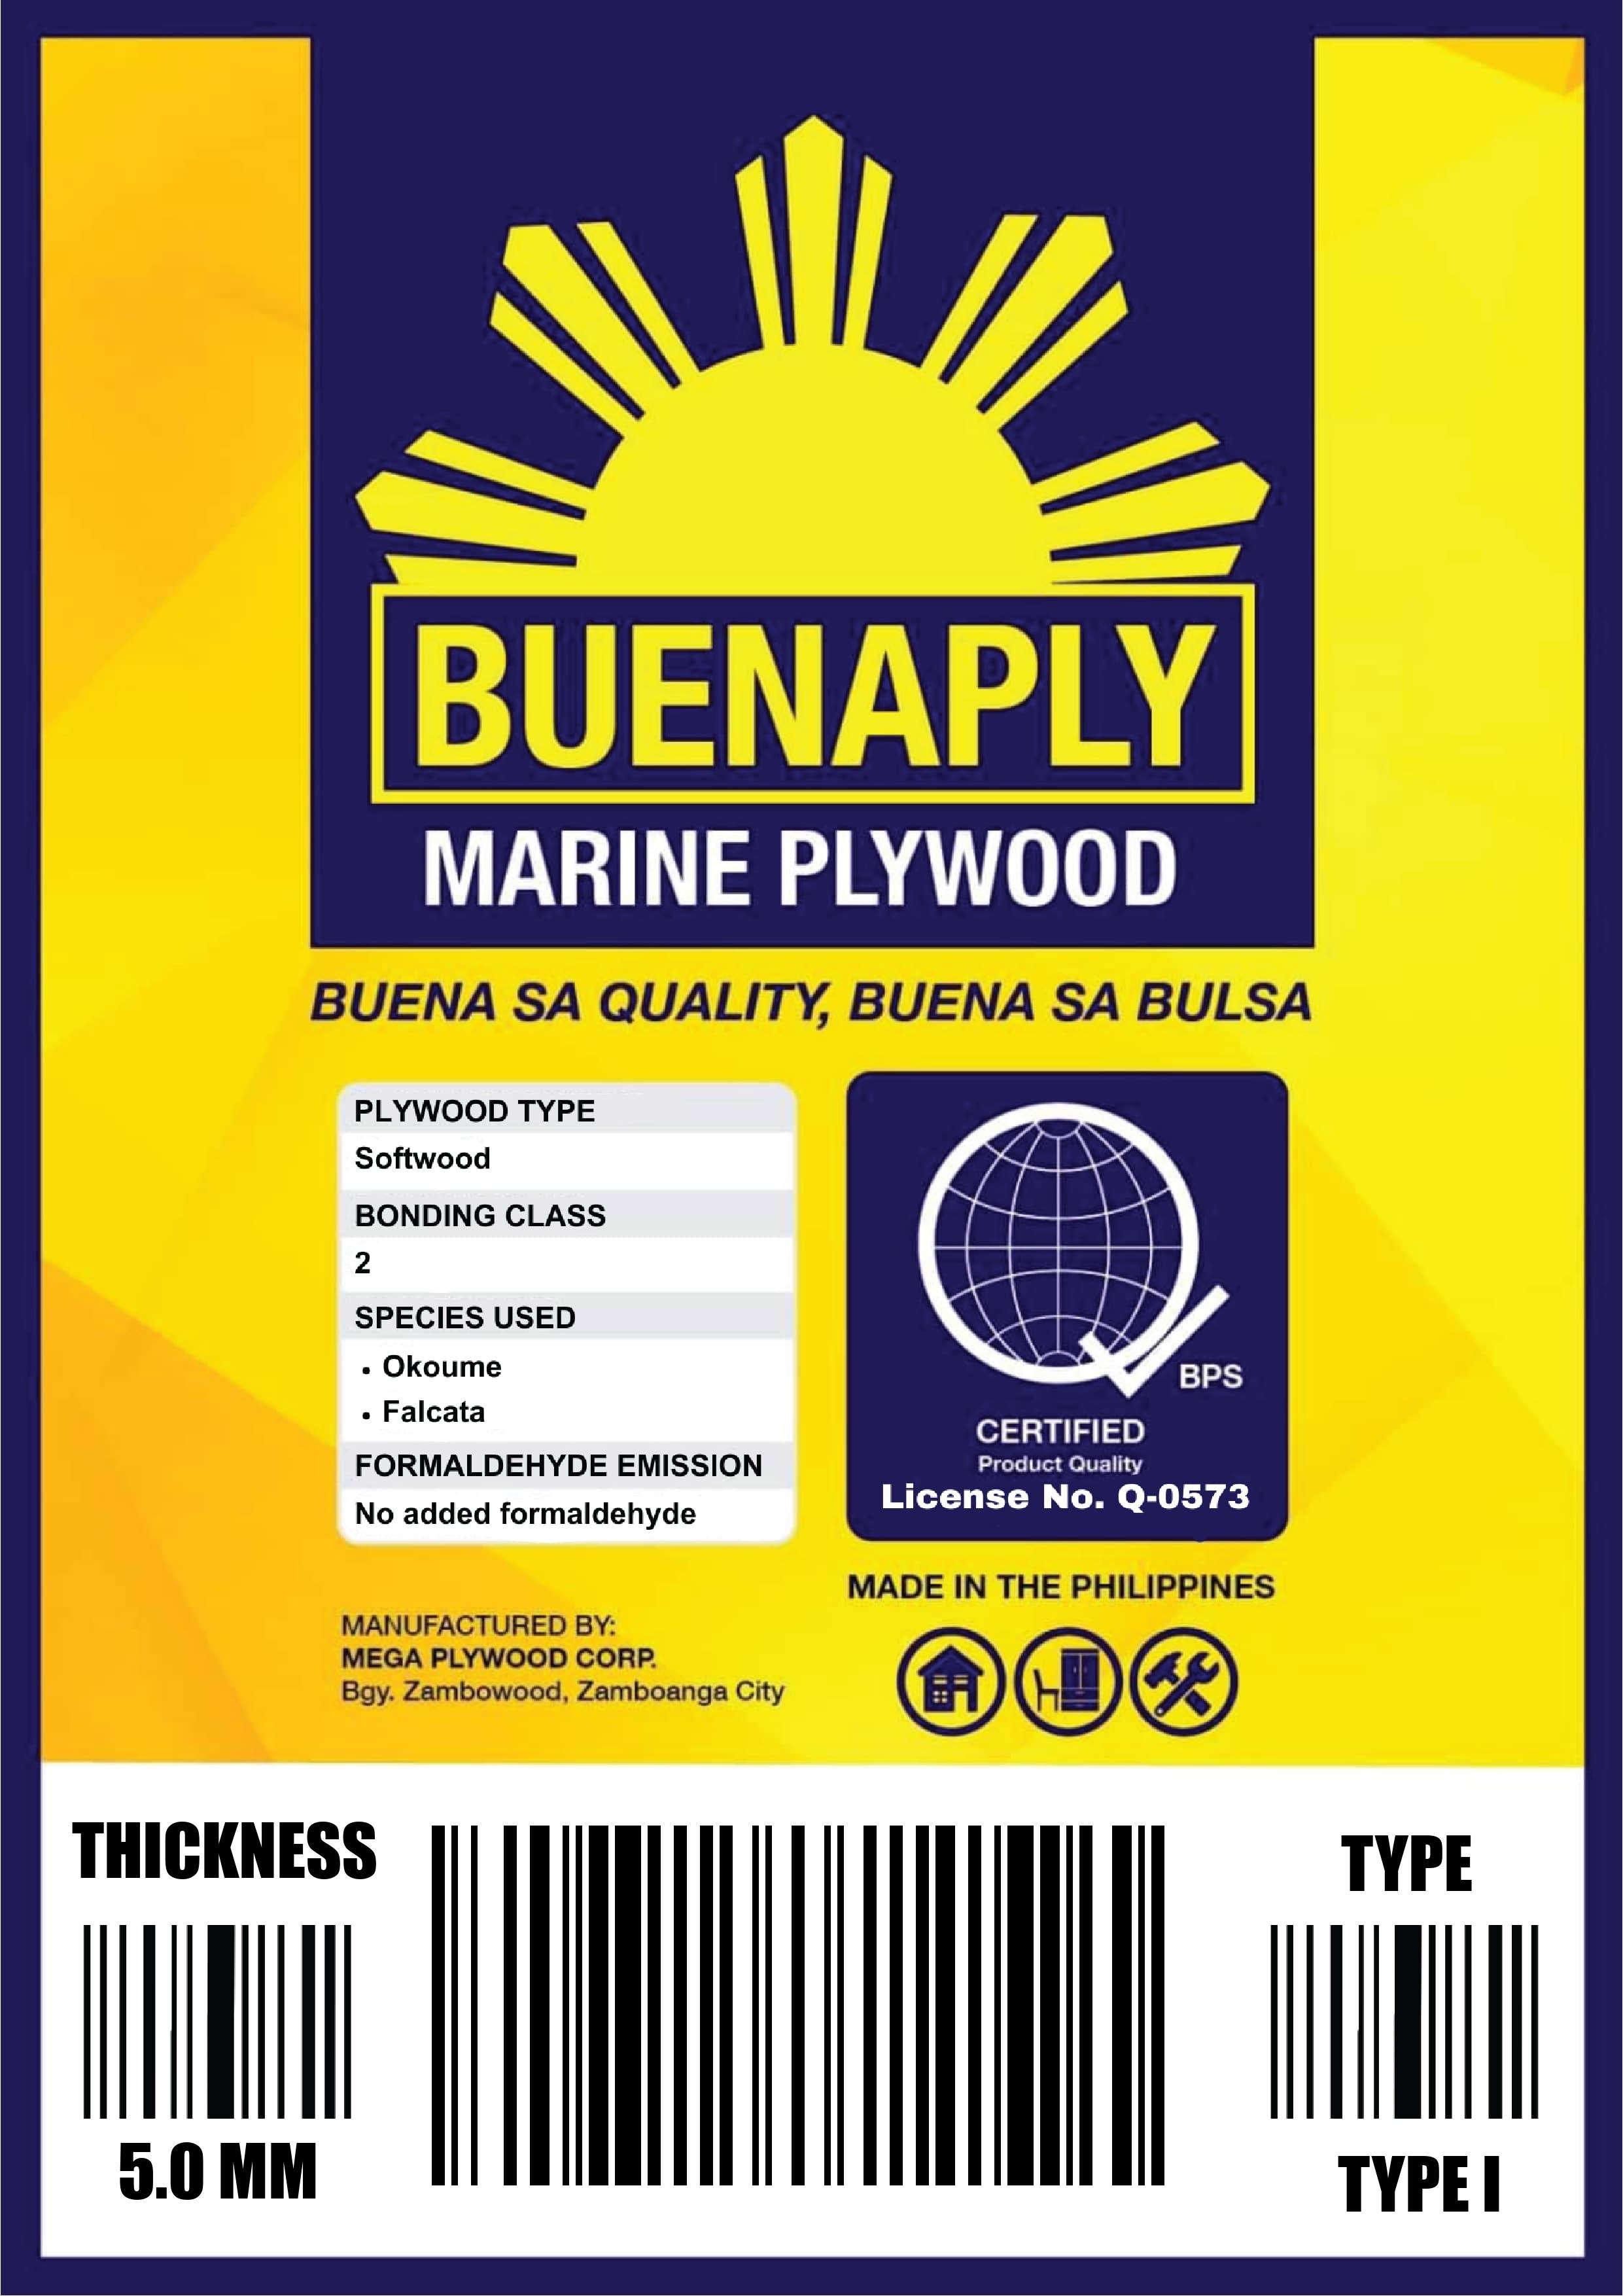 BUENAPLY
MARINE PLYWOOD
BUENA SA QUALITY, BUENA SA BULSA
PLYWOOD TYPE
Softwood
BONDING CLASS
2
SPECIES USED
• Okoume
• Falcata
FORMALDEHYDE EMISSION
No added formaldehyde
BPS
CERTIFIED
Product Quality
License No. Q-0573
MADE IN THE PHILIPPINES
MANUFACTURED BY:
MEGA PLYWOOD CORP.
Bgy. Zambowood, Zamboanga City
THICKNESS
5.0 MM
TYPE
TYPE I